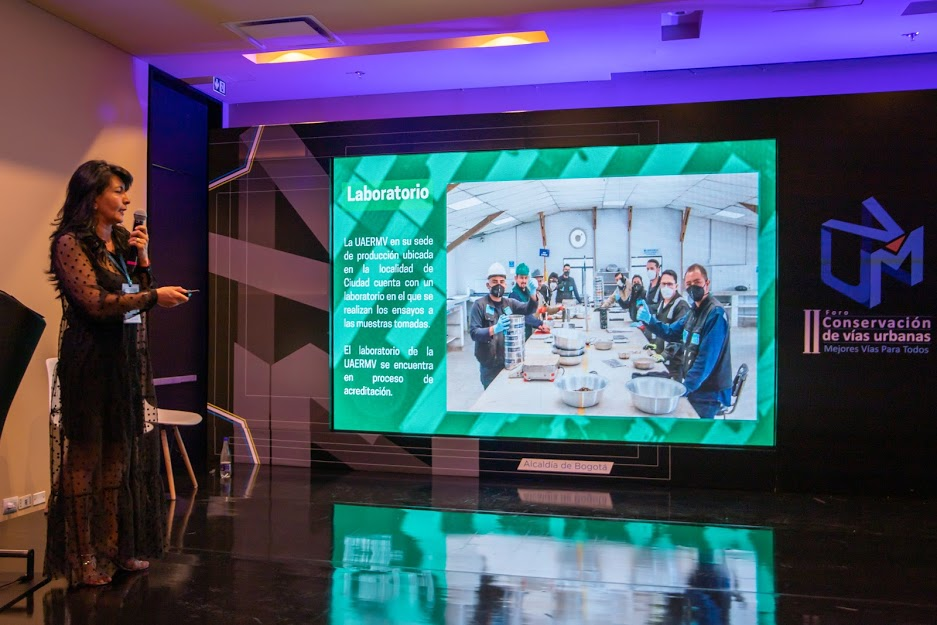 Laboratorio
La UAERMV en su sede
de producción ubicada
en la localidad de
Ciudad cuenta con un
laboratorio en el que se
realizan los ensayos a
las muestras tomadas.
El laboratorio de la
UAERMV se encuentra
en proceso de
acreditación.
Alcaldía de Bogotá
UM
II Foro
Conservación
de vías urbanas
Mejores Vías Para Todos